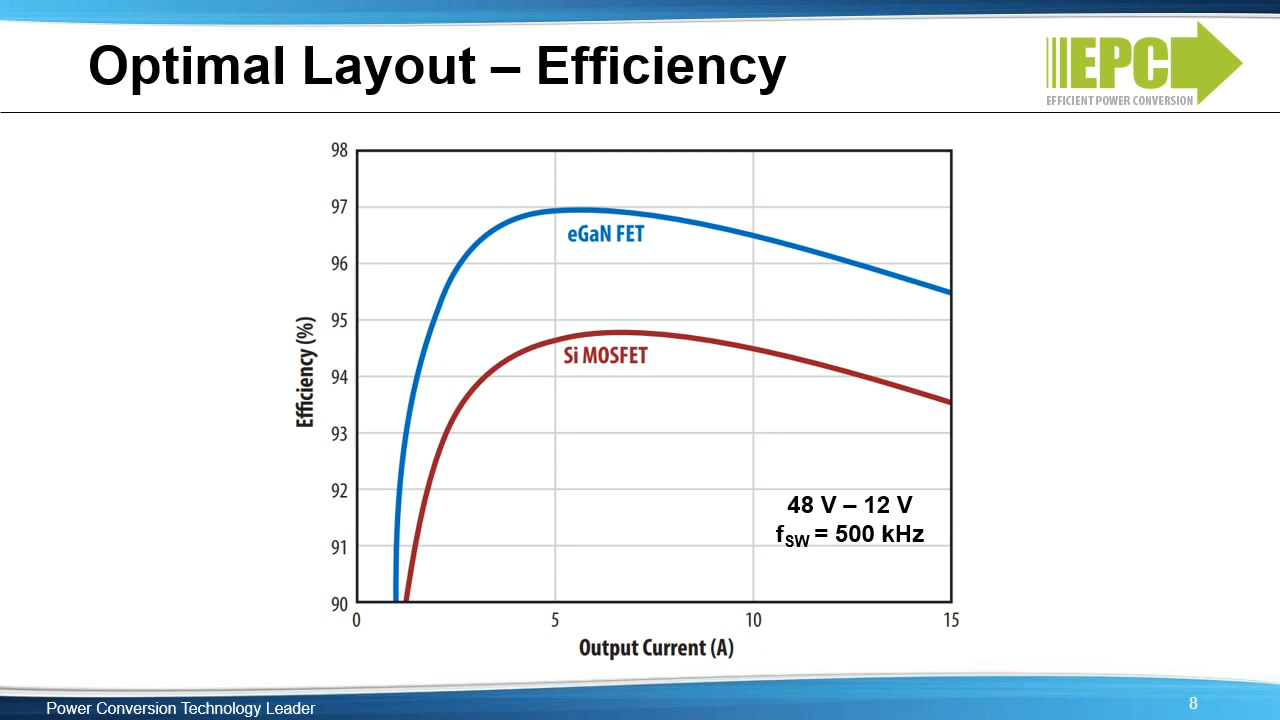 Optimal Layout – Efficiency
EPC
EFFICIENT POWER CONVERSION
98
97
96
95
94
93
92
91
90
Efficiency (%)
eGaN FET
Si MOSFET
48 V – 12 V
fSW = 500 kHz
0
5
10
15
Output Current (A)
Power Conversion Technology Leader
8